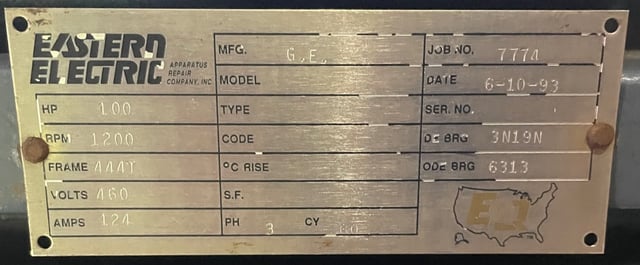 EASTERN ELECTRIC APPARATUS REPAIR COMPANY, INC
MFG. G.E. JOB NO. 777A
MODEL DATE 6-10-93
HP 100 TYPE SER. NO.
RPM 1200 CODE DE BRG 3N19N
FRAME 444T °C RISE ODE BRG 6313
VOLTS 460 S.F.
AMPS 124 PH 3 CY 60